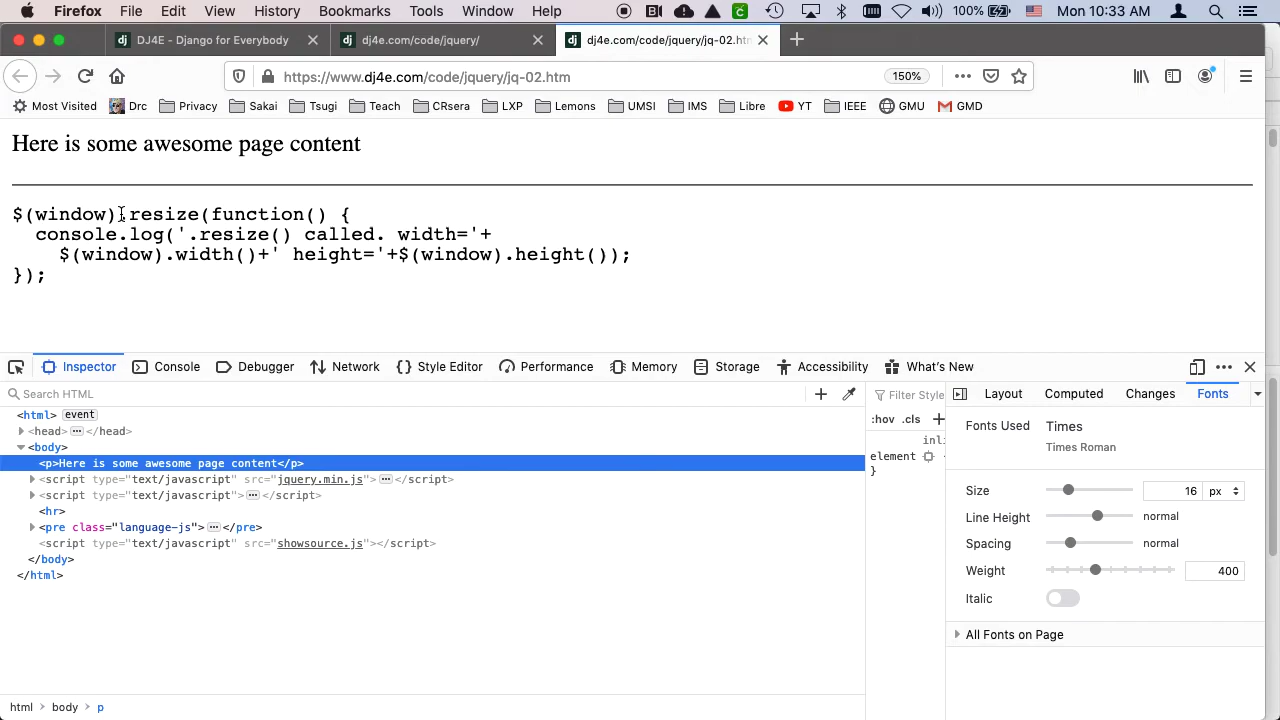 Firefox File Edit View History Bookmarks Tools Window Help 100% Mon 10:33 AM
DJ4E - Django for Everybody dj4e.com/code/jquery/ dj4e.com/code/jquery/jq-02.htm
https://www.dj4e.com/code/jquery/jq-02.htm 150%
Most Visited Drc Privacy Sakai Tsugi Teach CRsera LXP Lemons UMSI IMS Libre YT IEEE GMU GMD
Here is some awesome page content
$(window).resize(function() {
console.log('.resize() called. width='+
$(window).width()+' height='+$(window).height());
});
Inspector Console Debugger Network Style Editor Performance Memory Storage Accessibility What's New
Search HTML
<html> event
<head> </head>
<body>
<p>Here is some awesome page content</p>
<script type="text/javascript" src="jquery.min.js"> </script>
<script type="text/javascript"> </script>
<hr>
<pre class="language-js"> </pre>
<script type="text/javascript" src="showsource.js"></script>
</body>
</html>
html > body > p
Filter Style
:hov .cls +
inli
element {
}
Layout Computed Changes Fonts
Fonts Used Times
Times Roman
Size 16 px
Line Height normal
Spacing normal
Weight 400
Italic
All Fonts on Page